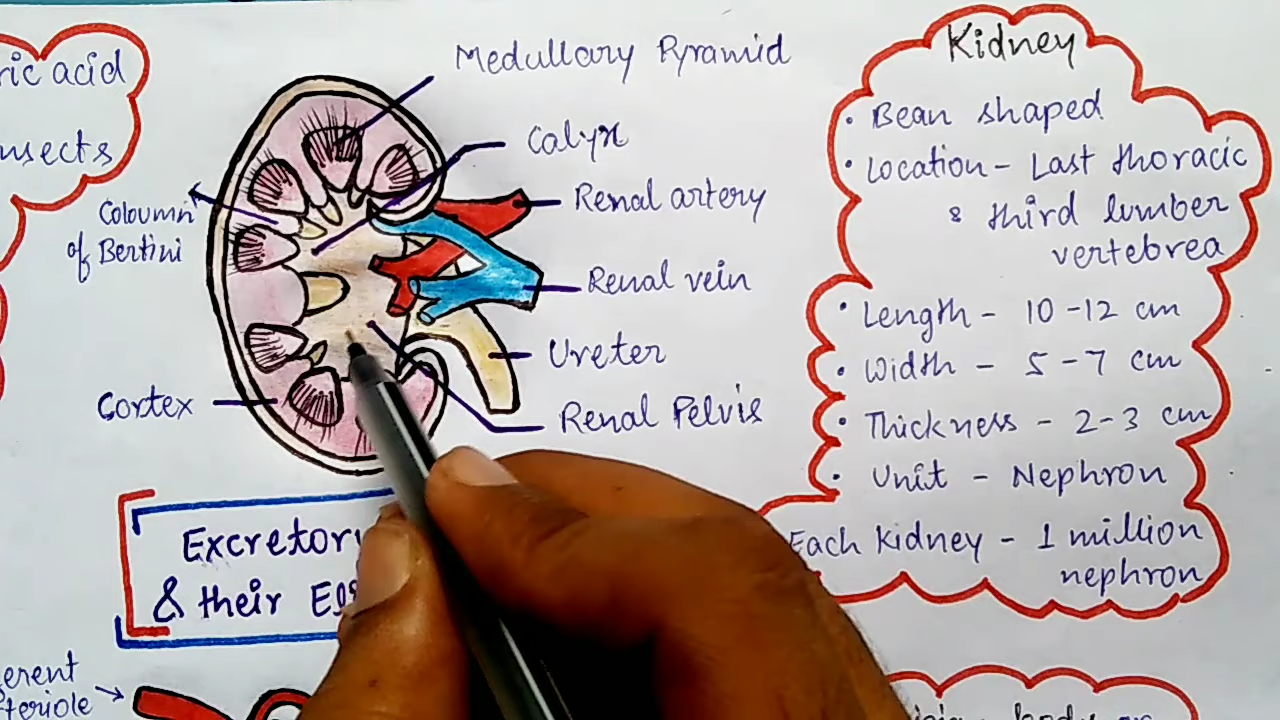 ric acid
nsects
Medullary Pyramid
Calyx
Renal artery
Coloumn
of Bertini
Renal vein
Ureter
Cortex
Renal Pelvis
Excretory
& their
erent
teriole
Kidney
• Bean shaped
• Location - Last thoracic
& third lumber
vertebrea
• Length - 10 -12 cm
• Width - 5 -7 cm
• Thickness - 2-3 cm
• Unit - Nephron
Each Kidney - 1 million
nephron